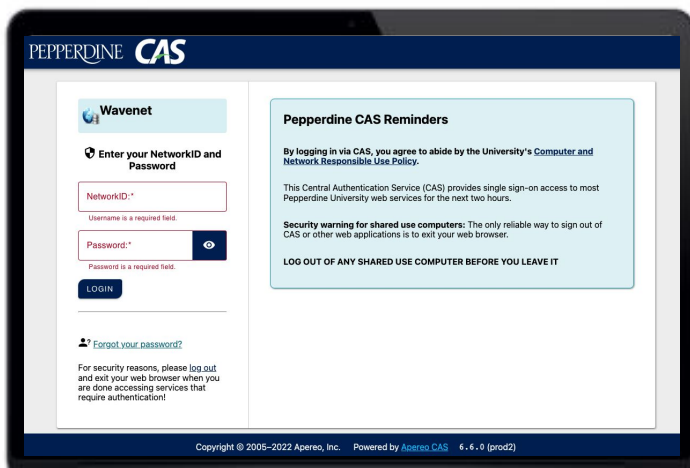 PEPPERDINE CAS
Wavenet
Enter your NetworkID and
Password
NetworkID:*
Username is a required field.
Password:*
Password is a required field.
LOGIN
Forgot your password?
For security reasons, please log out
and exit your web browser when you
are done accessing services that
require authentication!
Pepperdine CAS Reminders
By logging in via CAS, you agree to abide by the University's Computer and
Network Responsible Use Policy.
This Central Authentication Service (CAS) provides single sign-on access to most
Pepperdine University web services for the next two hours.
Security warning for shared use computers: The only reliable way to sign out of
CAS or other web applications is to exit your web browser.
LOG OUT OF ANY SHARED USE COMPUTER BEFORE YOU LEAVE IT
Copyright © 2005–2022 Apereo, Inc. Powered by Apereo CAS 6.6.0 (prod2)